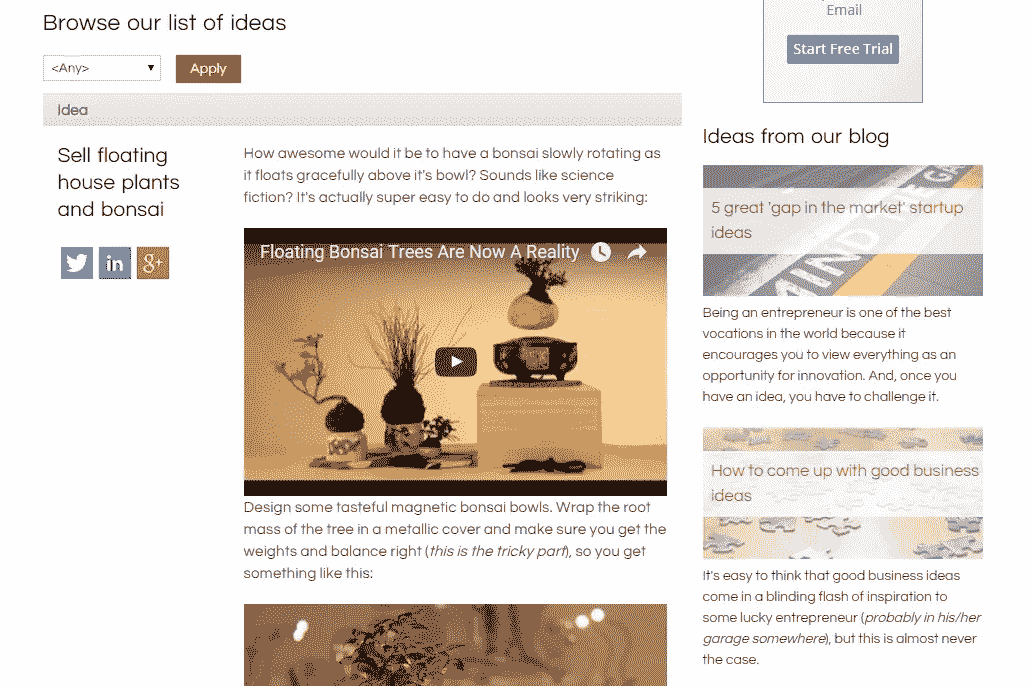 Browse our list of ideas
<Any>
Apply
Idea
Sell floating
house plants
and bonsai
in
g+
How awesome would it be to have a bonsai slowly rotating as
it floats gracefully above it's bowl? Sounds like science
fiction? It's actually super easy to do and looks very striking:
Floating Bonsai Trees Are Now A Reality
Design some tasteful magnetic bonsai bowls. Wrap the root
mass of the tree in a metallic cover and make sure you get the
weights and balance right (this is the tricky part), so you get
something like this:
Email
Start Free Trial
Ideas from our blog
5 great 'gap in the market' startup
ideas
MIND THE G
Being an entrepreneur is one of the best
vocations in the world because it
encourages you to view everything as an
opportunity for innovation. And, once you
have an idea, you have to challenge it.
How to come up with good business
ideas
It's easy to think that good business ideas
come in a blinding flash of inspiration to
some lucky entrepreneur (probably in his/her
garage somewhere), but this is almost never
the case.